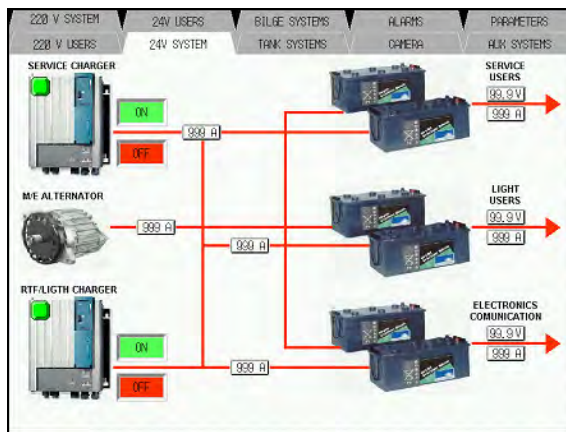 220 V SYSTEM
24V USERS
BILGE SYSTEMS
ALARMS
PARAMETERS
220 V USERS
24V SYSTEM
TANK SYSTEMS
CAMERA
AUX SYSTEMS
SERVICE CHARGER
SERVICE
USERS
ON
99.9 V
999 A
999 A
OFF
M/E ALTERNATOR
LIGHT
USERS
999 A
99.9 V
999 A
999 A
RTF/LIGTH CHARGER
ELECTRONICS
COMUNICATION
ON
99.9 V
999 A
999 A
OFF